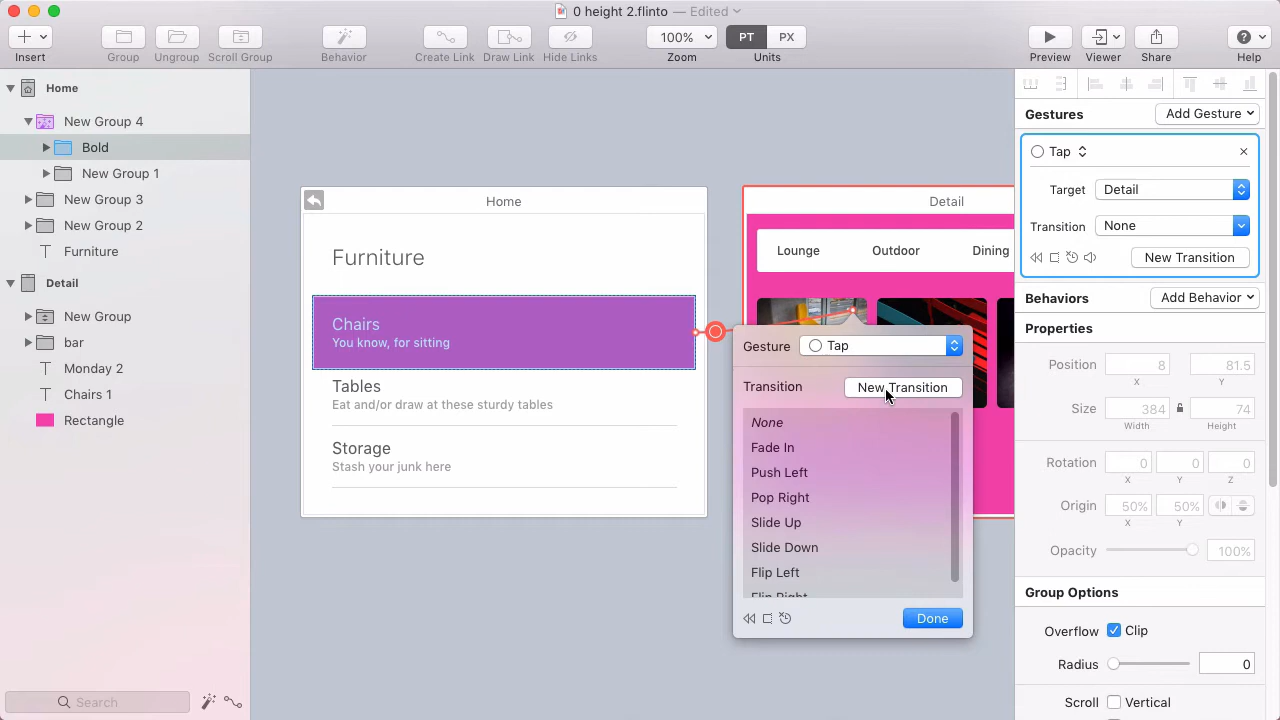 0 height 2.flinto — Edited
Insert
Group
Ungroup
Scroll Group
Behavior
Create Link
Draw Link
Hide Links
100%
Zoom
PT
PX
Units
Preview
Viewer
Share
Help
Home
New Group 4
Bold
New Group 1
New Group 3
New Group 2
Furniture
Detail
New Group
bar
Monday 2
Chairs 1
Rectangle
Search
Home
Furniture
Chairs
You know, for sitting
Tables
Eat and/or draw at these sturdy tables
Storage
Stash your junk here
Detail
Lounge
Outdoor
Dining
Gesture
Tap
Transition
New Transition
None
Fade In
Push Left
Pop Right
Slide Up
Slide Down
Flip Left
Flip Right
Done
Gestures
Add Gesture
Tap
Target
Detail
Transition
None
New Transition
Behaviors
Add Behavior
Properties
Position
8
81.5
X
Y
Size
384
74
Width
Height
Rotation
0
0
0
X
Y
Z
Origin
50%
50%
X
Y
Opacity
100%
Group Options
Overflow
Clip
Radius
0
Scroll
Vertical